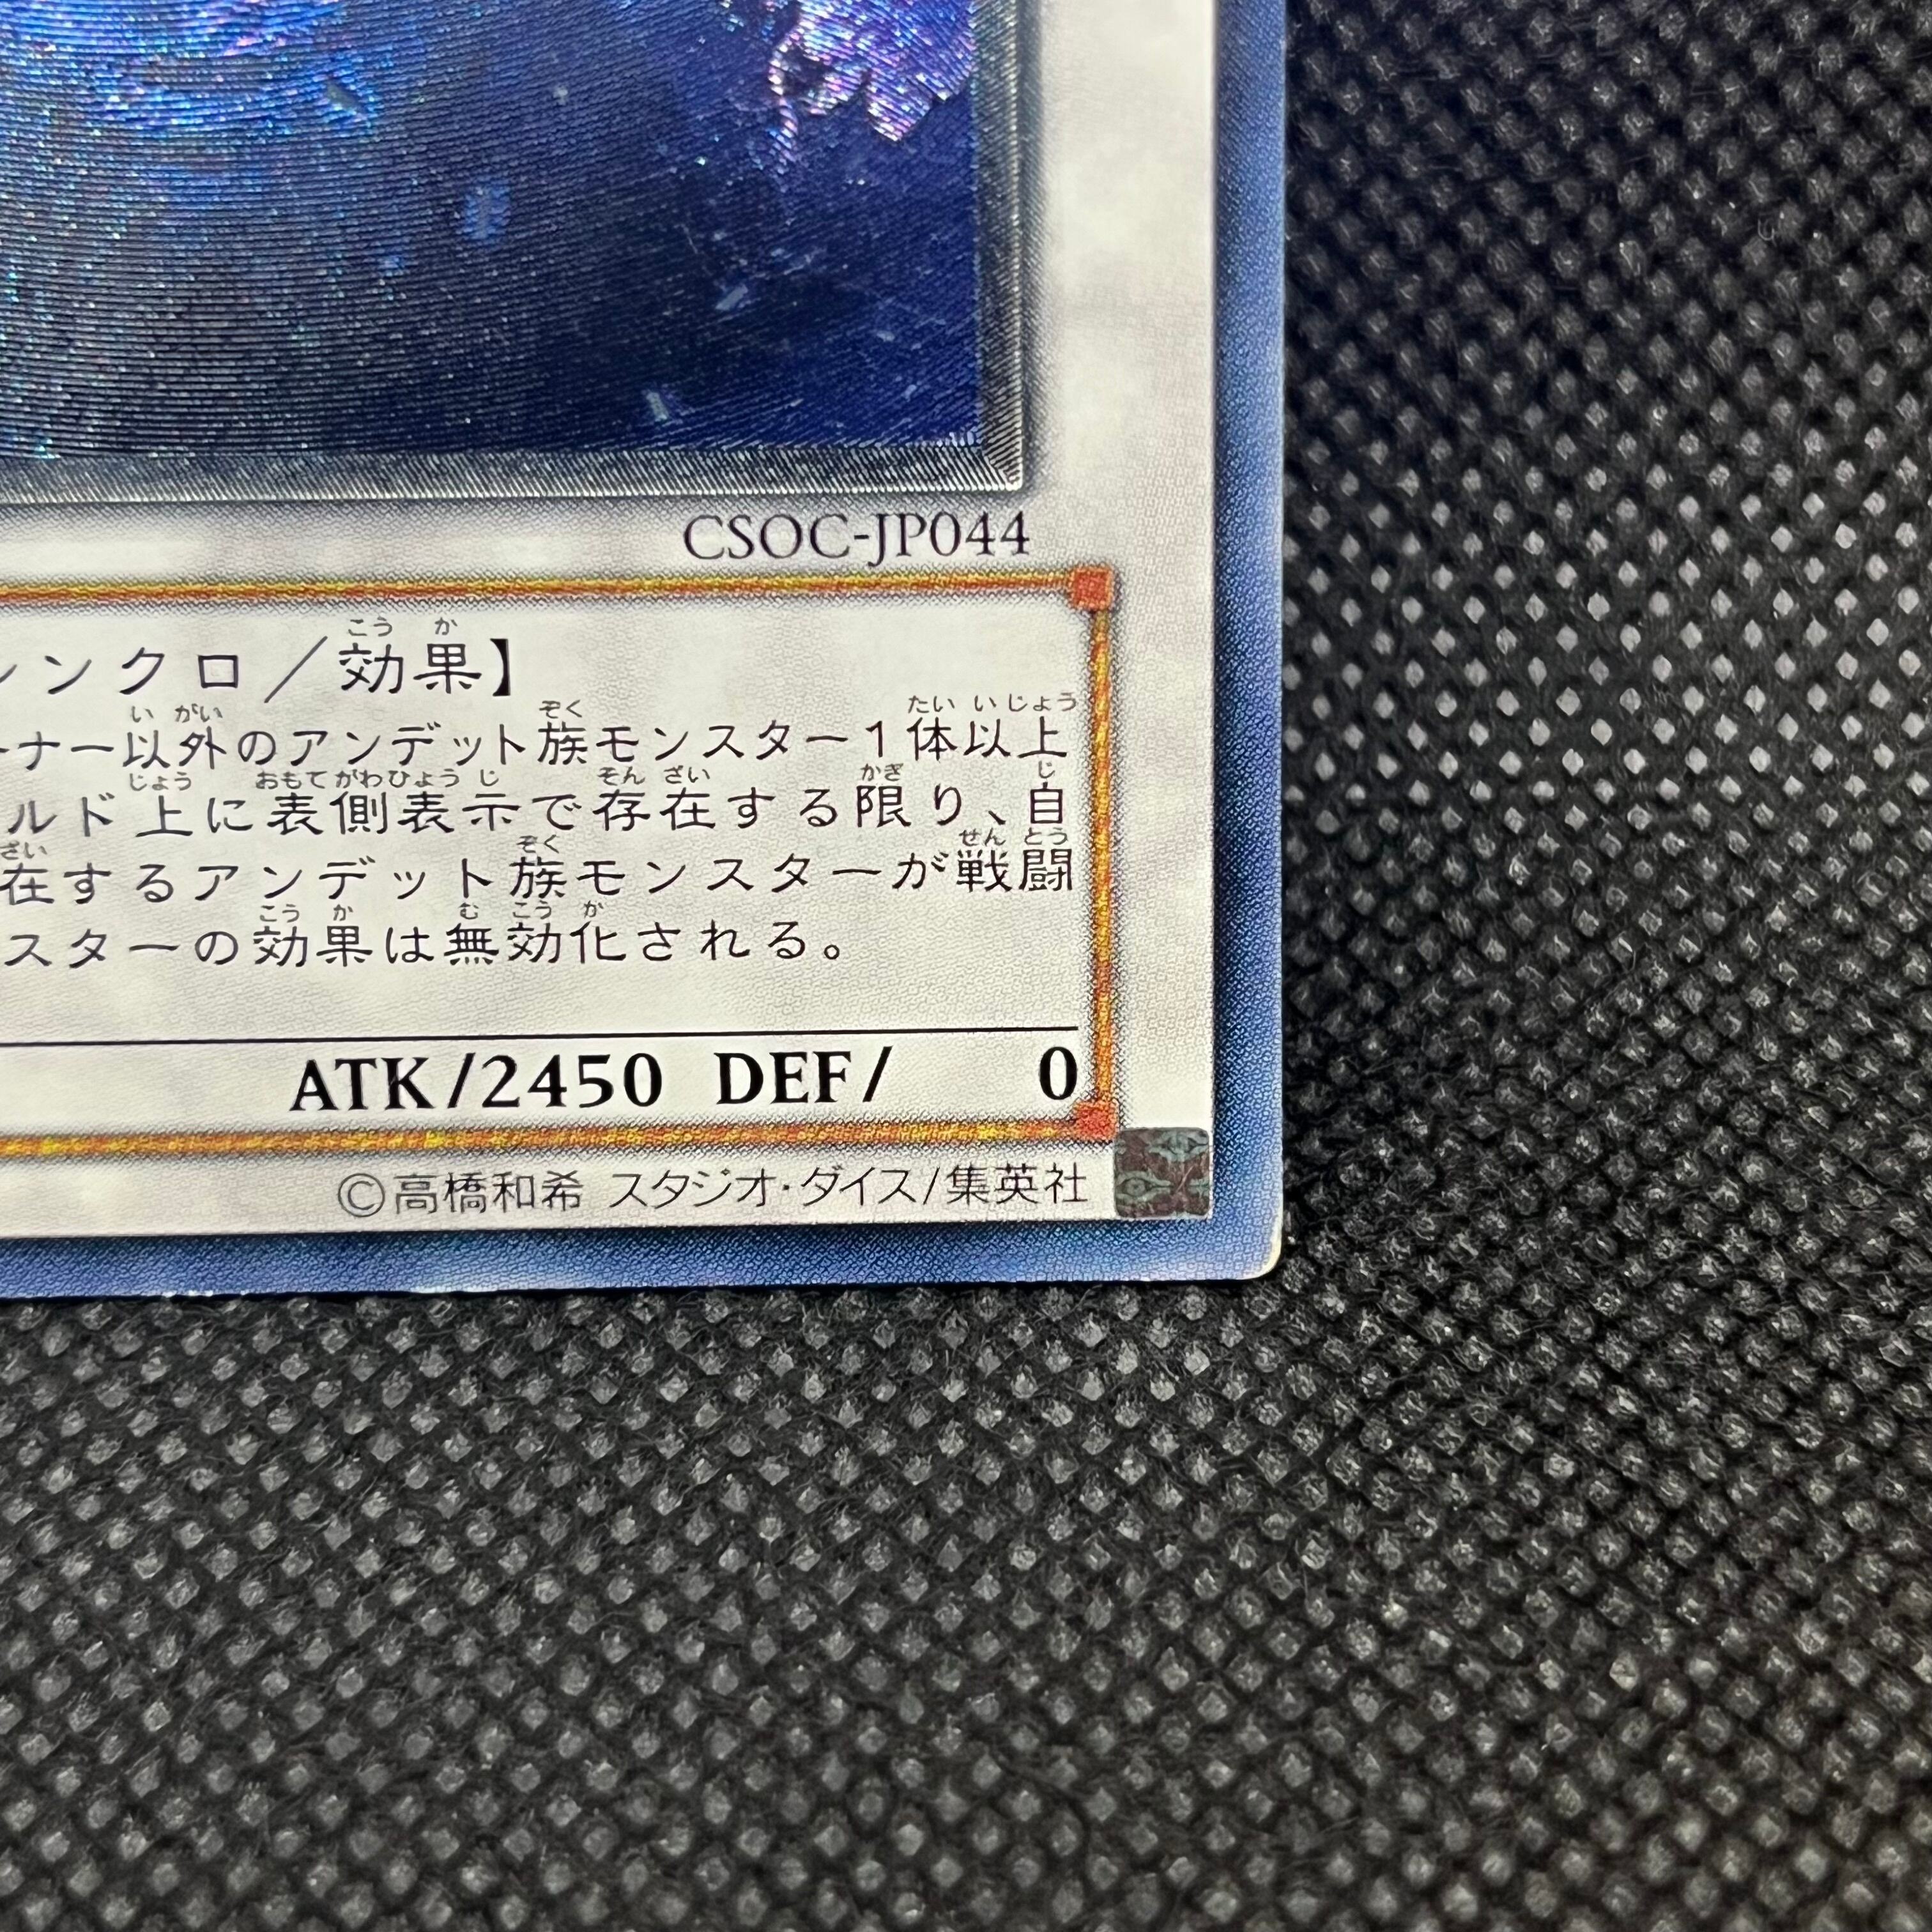 CSOC-JP044
シンクロ／効果】
ーナー以外のアンデット族モンスター１体以上
ルド上に表側表示で存在する限り、自
在するアンデット族モンスターが戦闘
スターの効果は無効化される。
ATK/2450 DEF/ 0
©高橋和希 スタジオ・ダイス/集英社